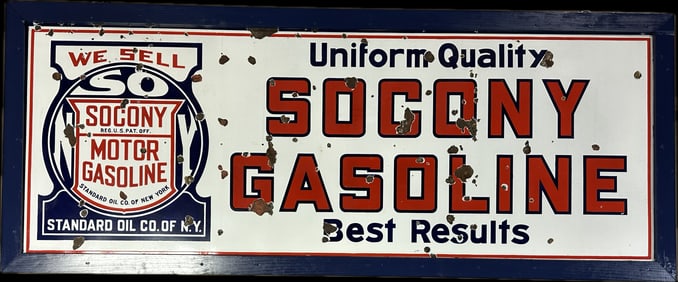 WE SELL
SO
N Y
SOCONY
REG. U.S. PAT. OFF.
MOTOR
GASOLINE
STANDARD OIL CO. OF NEW YORK
STANDARD OIL CO. OF N.Y.
Uniform Quality
SOCONY
GASOLINE
Best Results